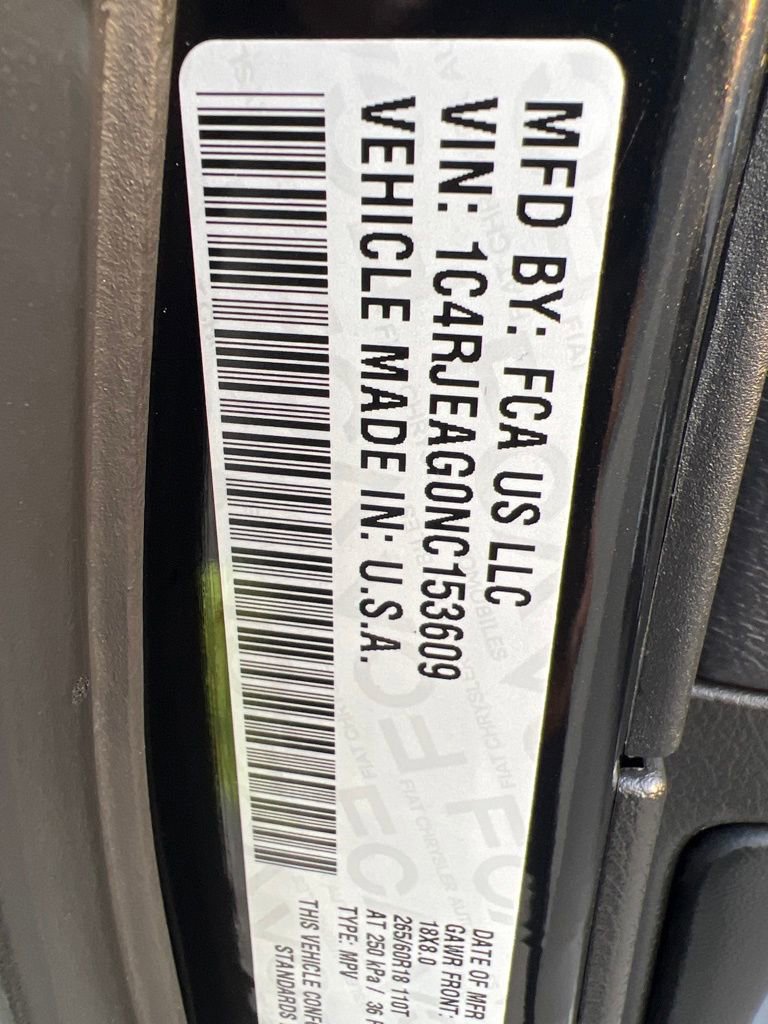 MFD BY: FCA US LLC
VIN: 1C4RJEAG0NC153609
VEHICLE MADE IN: U.S.A.
DATE OF MFR
GAWR FRONT:
18X8.0
265/60R18 110T
AT 250 kPa / 36
TYPE: MPV
THIS VEHICLE
STANDARDS